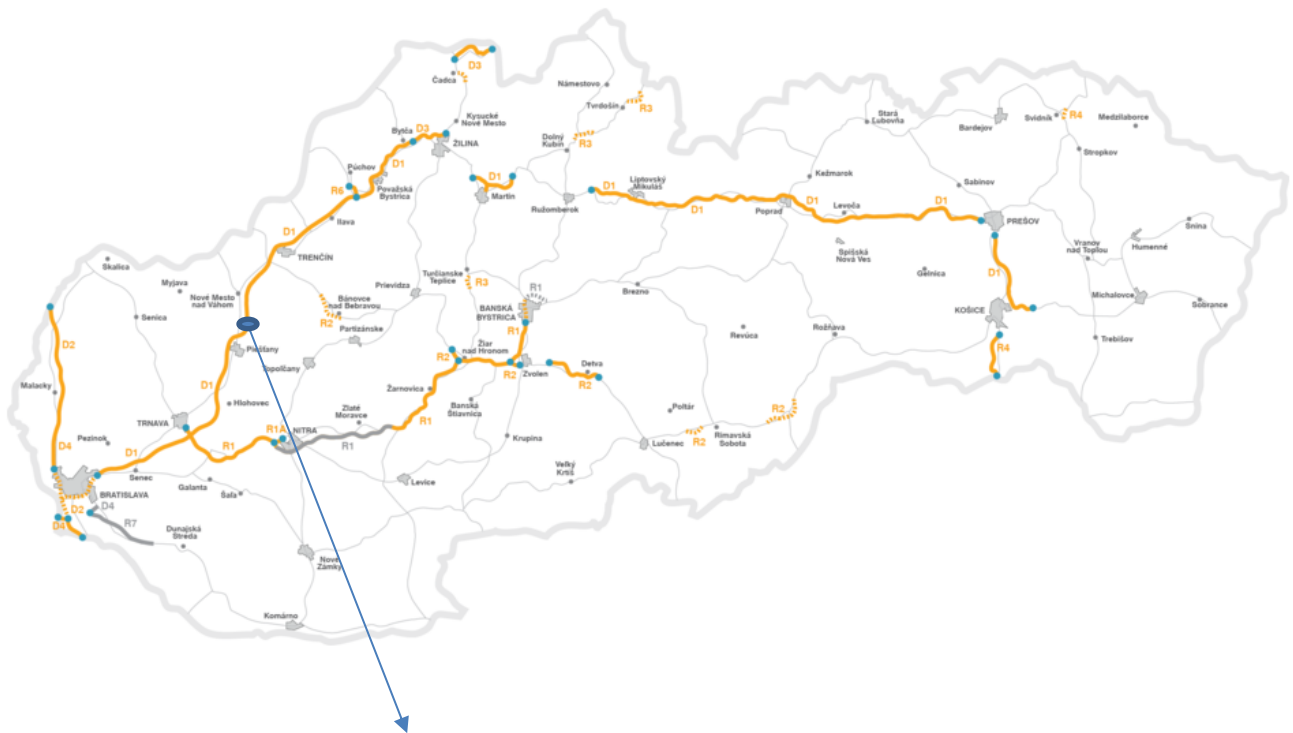 D3
Čadca
Námestovo
Tvrdošín
R3
Stará
Ľubovňa
Bardejov
Svidník
R4
Medzilaborce
Stropkov
Kysucké
Nové Mesto
Bytča
D3
ŽILINA
Dolný
Kubín
R3
D1
Púchov
R6
Považská
Bystrica
D1
Martin
D1
Liptovský
Mikuláš
Ružomberok
D1
Kežmarok
Poprad
D1
Levoča
D1
Sabinov
PREŠOV
Ilava
D1
TRENČÍN
Spišská
Nová Ves
Gelnica
D1
Vranov
nad Topľou
Humenné
Snina
Skalica
Myjava
Nové Mesto
nad Váhom
Senica
Bánovce
nad Bebravou
R2
Partizánske
Prievidza
Turčianske
Teplice
R3
R1
BANSKÁ
BYSTRICA
R1
Brezno
Michalovce
Sobrance
KOŠICE
Trebišov
R4
D2
Malacky
Piešťany
D1
Hlohovec
Žiar
nad Hronom
R2
R2
Zvolen
Detva
R2
Revúca
Rožňava
Žarnovica
Banská
Štiavnica
R1
Zlaté
Moravce
R1
TRNAVA
R1A
NITRA
R1
Pezinok
D4
D1
Senec
BRATISLAVA
Galanta
Šaľa
Krupina
Levice
Veľký
Krtíš
Lučenec
Poltár
R2
Rimavská
Sobota
R2
D2
D4
D4
R7
Dunajská
Streda
Nové
Zámky
Komárno